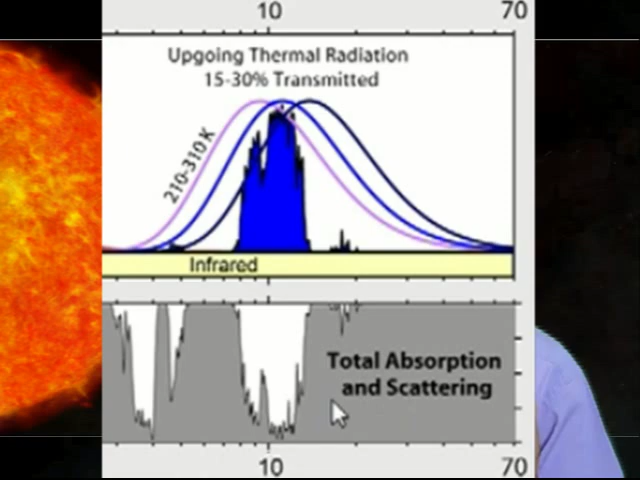 10 70
Upgoing Thermal Radiation
15-30% Transmitted
210-310 K
Infrared
Total Absorption
and Scattering
10 70